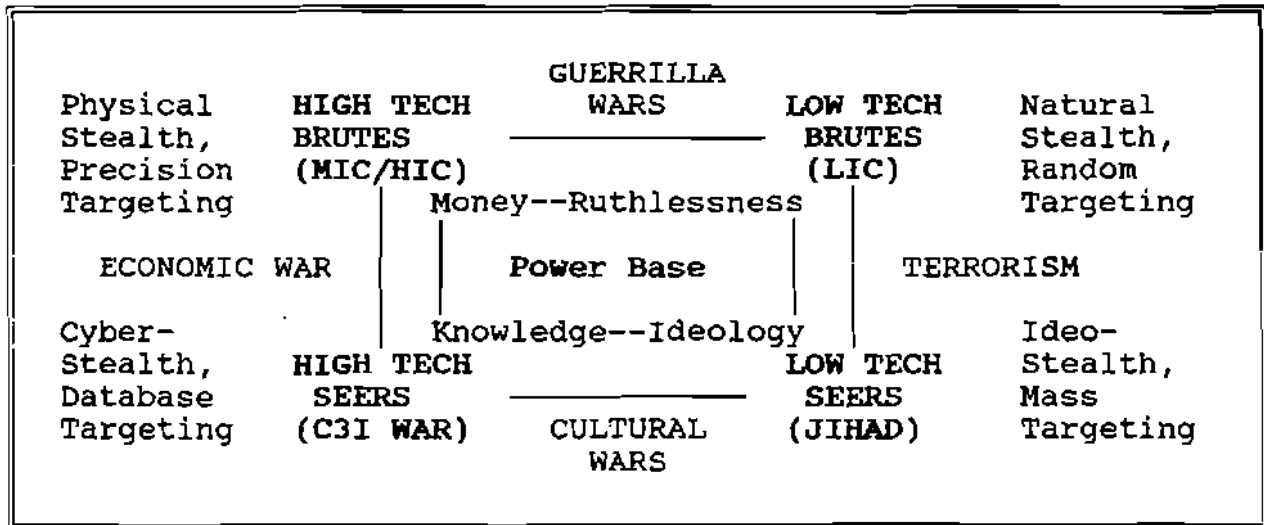 GUERRILLA
Physical HIGH TECH WARS LOW TECH Natural
Stealth, BRUTES BRUTES Stealth,
Precision (MIC/HIC) (LIC) Random
Targeting Money--Ruthlessness Targeting
ECONOMIC WAR Power Base TERRORISM
Cyber- Knowledge--Ideology Ideo-
Stealth, HIGH TECH LOW TECH Stealth,
Database SEERS SEERS Mass
Targeting (C3I WAR) CULTURAL (JIHAD) Targeting
WARS